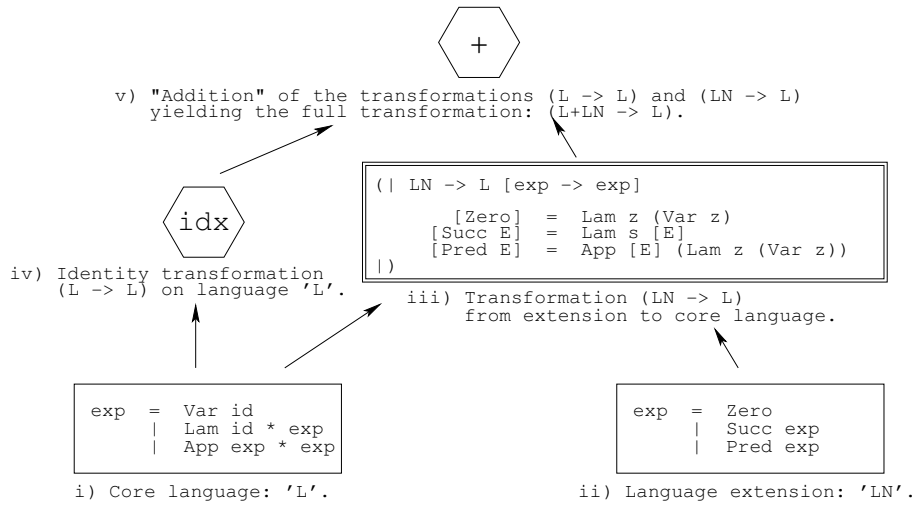 +
v) "Addition" of the transformations (L -> L) and (LN -> L)
yielding the full transformation: (L+LN -> L).
(| LN -> L [exp -> exp]
[Zero] = Lam z (Var z)
[Succ E] = Lam s [E]
[Pred E] = App [E] (Lam z (Var z))
|)
idx
iv) Identity transformation
(L -> L) on language 'L'.
iii) Transformation (LN -> L)
from extension to core language.
exp = Var id
| Lam id * exp
| App exp * exp
i) Core language: 'L'.
exp = Zero
| Succ exp
| Pred exp
ii) Language extension: 'LN'.